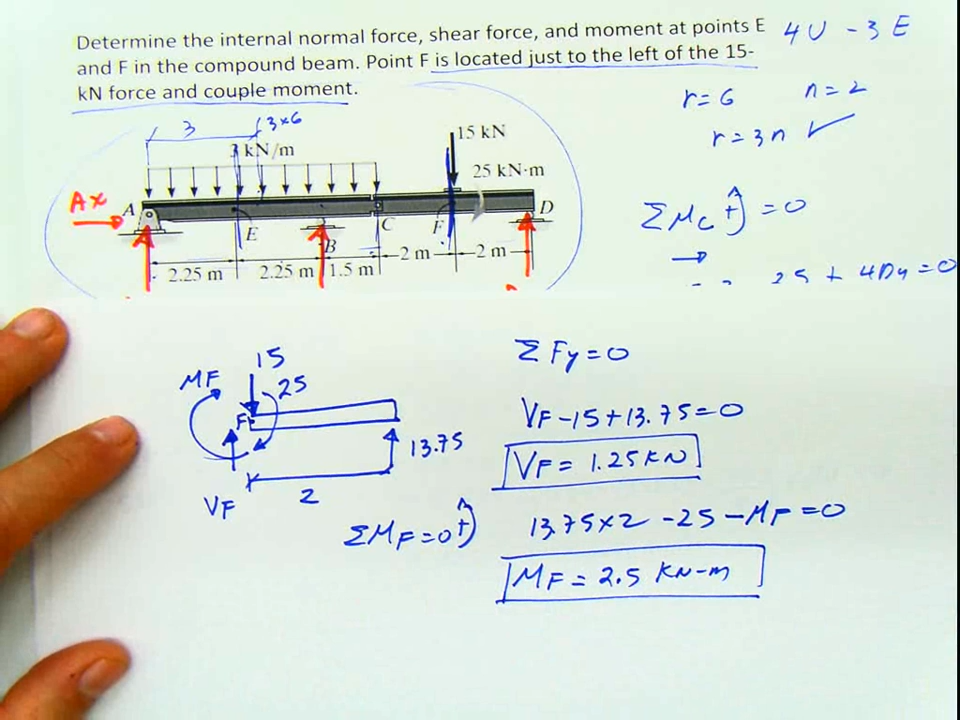 Determine the internal normal force, shear force, and moment at points E
and F in the compound beam. Point F is located just to the left of the 15-
kN force and couple moment.
4U - 3E
r = 6 n = 2
r = 3n ✓
3 3×6
3 kN/m
15 kN
25 kN·m
Ax
A
E
B
C
F
D
2.25 m 2.25 m 1.5 m 2 m 2 m
ΣMC +) = 0
25 + 4Dy = 0
15
MF 25
F
13.75
VF
2
ΣFy = 0
VF - 15 + 13.75 = 0
VF = 1.25 KN
ΣMF = 0 +)
13.75 × 2 - 25 - MF = 0
MF = 2.5 KN-m